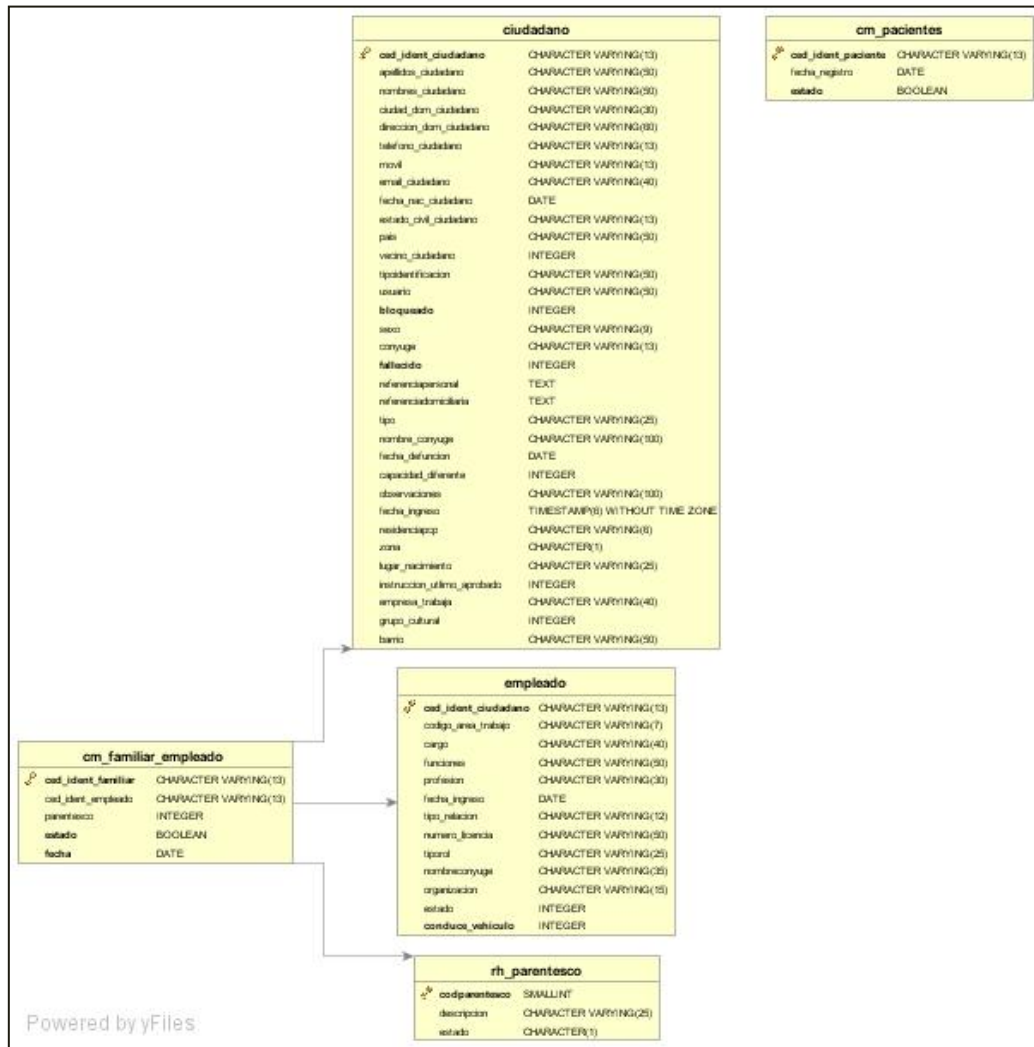 ciudadano
ced_ident_ciudadano CHARACTER VARYING(13)
apellidos_ciudadano CHARACTER VARYING(50)
nombres_ciudadano CHARACTER VARYING(50)
ciudad_dom_ciudadano CHARACTER VARYING(30)
direccion_dom_ciudadano CHARACTER VARYING(60)
telefono_ciudadano CHARACTER VARYING(13)
movil CHARACTER VARYING(13)
email_ciudadano CHARACTER VARYING(40)
fecha_nac_ciudadano DATE
estado_civil_ciudadano CHARACTER VARYING(13)
pais CHARACTER VARYING(50)
vecino_ciudadano INTEGER
tipoidentificacion CHARACTER VARYING(50)
usuario CHARACTER VARYING(50)
bloqueado INTEGER
sexo CHARACTER VARYING(9)
conyuge CHARACTER VARYING(13)
fallecido INTEGER
referenciapersonal TEXT
referenciadomiciliaria TEXT
tipo CHARACTER VARYING(25)
nombre_conyuge CHARACTER VARYING(100)
fecha_defuncion DATE
capacidad_diferente INTEGER
observaciones CHARACTER VARYING(100)
fecha_ingreso TIMESTAMP(6) WITHOUT TIME ZONE
residenciapcp CHARACTER VARYING(6)
zona CHARACTER(1)
lugar_nacimiento CHARACTER VARYING(25)
instruccion_utlimo_aprobado INTEGER
empresa_trabaja CHARACTER VARYING(40)
grupo_cultural INTEGER
barrio CHARACTER VARYING(50)
cm_pacientes
ced_ident_paciente CHARACTER VARYING(13)
fecha_registro DATE
estado BOOLEAN
empleado
ced_ident_ciudadano CHARACTER VARYING(13)
codigo_area_trabajo CHARACTER VARYING(7)
cargo CHARACTER VARYING(40)
funciones CHARACTER VARYING(50)
profesion CHARACTER VARYING(30)
fecha_ingreso DATE
tipo_relacion CHARACTER VARYING(12)
numero_licencia CHARACTER VARYING(50)
tiporol CHARACTER VARYING(25)
nombreconyuge CHARACTER VARYING(35)
organizacion CHARACTER VARYING(15)
estado INTEGER
conduce_vehiculo INTEGER
cm_familiar_empleado
ced_ident_familiar CHARACTER VARYING(13)
ced_ident_empleado CHARACTER VARYING(13)
parentesco INTEGER
estado BOOLEAN
fecha DATE
rh_parentesco
codparentesco SMALLINT
descripcion CHARACTER VARYING(25)
estado CHARACTER(1)
Powered by yFiles